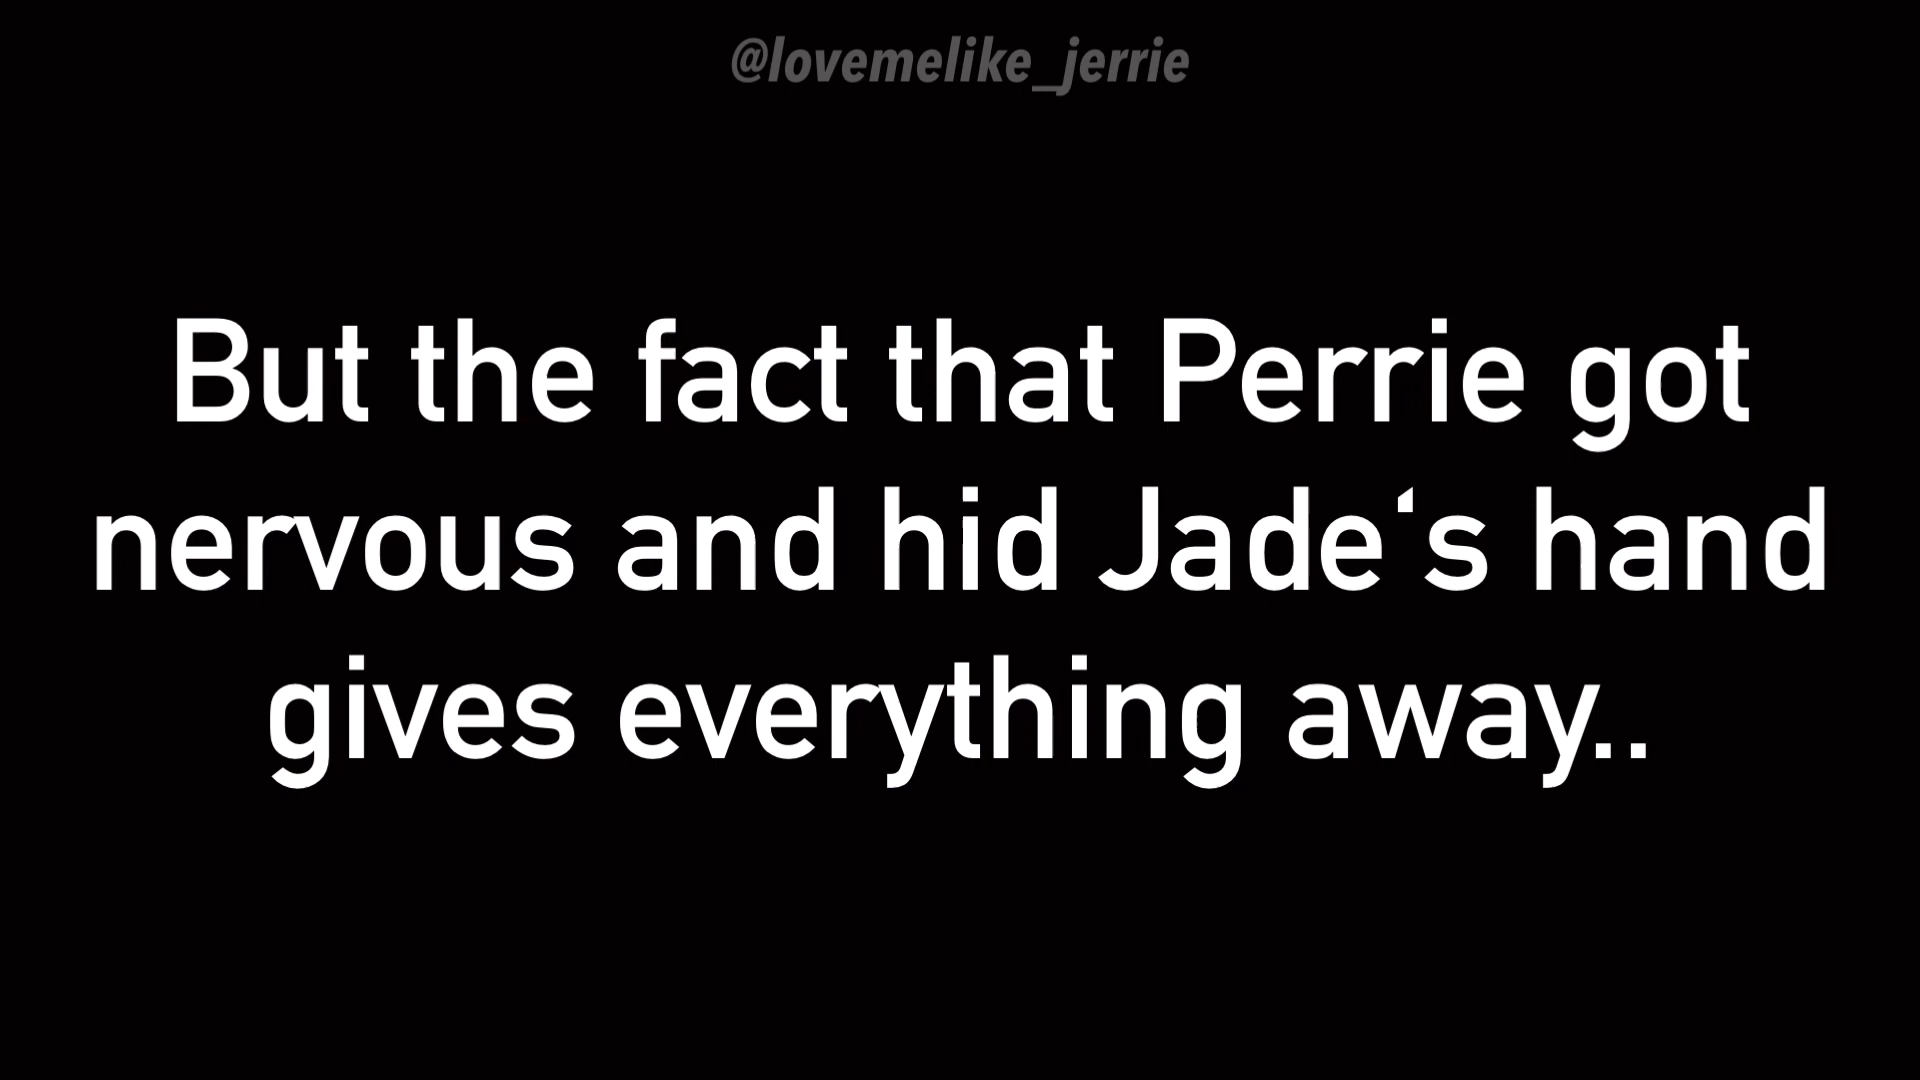 @lovemelike_jerrie
But the fact that Perrie got
nervous and hid Jade‘s hand
gives everything away..